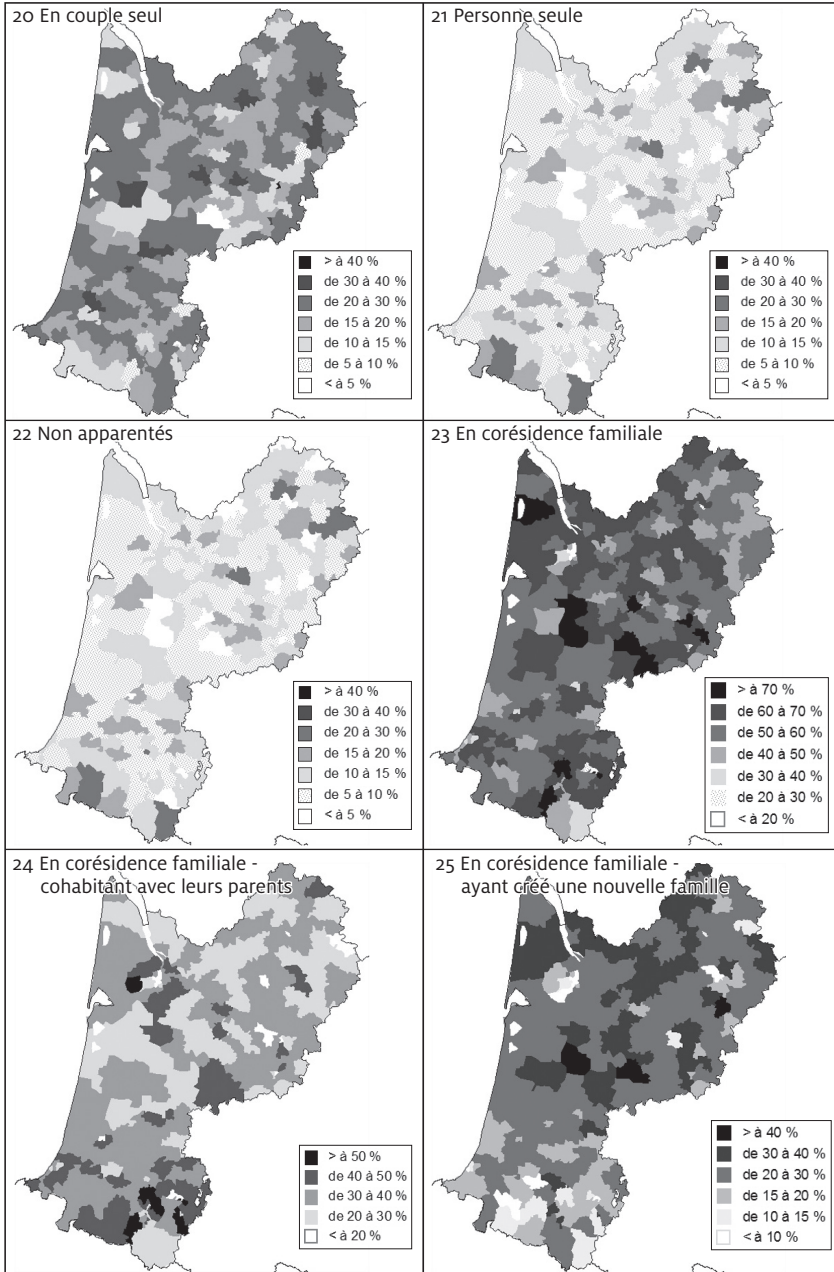 20 En couple seul
> à 40 %
de 30 à 40 %
de 20 à 30 %
de 15 à 20 %
de 10 à 15 %
de 5 à 10 %
< à 5 %
21 Personne seule
> à 40 %
de 30 à 40 %
de 20 à 30 %
de 15 à 20 %
de 10 à 15 %
de 5 à 10 %
< à 5 %
22 Non apparentés
> à 40 %
de 30 à 40 %
de 20 à 30 %
de 15 à 20 %
de 10 à 15 %
de 5 à 10 %
< à 5 %
23 En corésidence familiale
> à 70 %
de 60 à 70 %
de 50 à 60 %
de 40 à 50 %
de 30 à 40 %
de 20 à 30 %
< à 20 %
24 En corésidence familiale -
cohabitant avec leurs parents
> à 50 %
de 40 à 50 %
de 30 à 40 %
de 20 à 30 %
< à 20 %
25 En corésidence familiale -
ayant créé une nouvelle famille
> à 40 %
de 30 à 40 %
de 20 à 30 %
de 15 à 20 %
de 10 à 15 %
< à 10 %